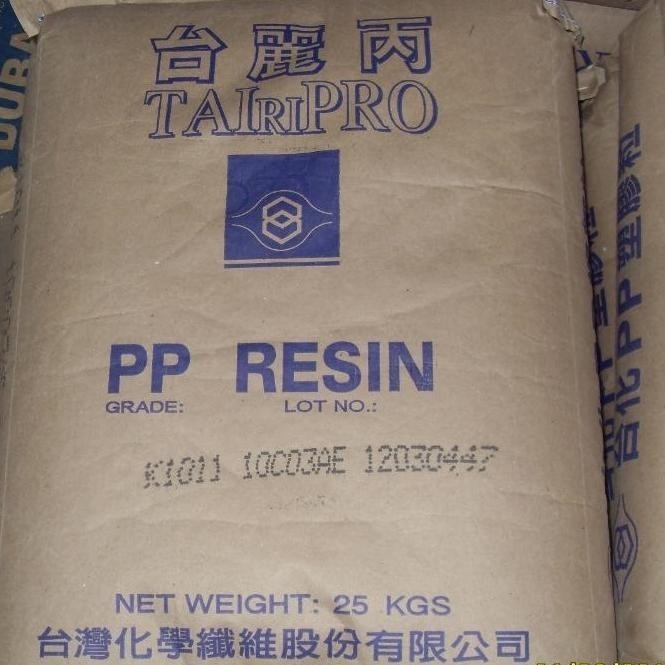 台麗丙
TAIRIPRO
PP RESIN
GRADE: LOT NO.:
K1011 10C03AE 12030447
NET WEIGHT: 25 KGS
台灣化學纖維股份有限公司
台化PP塑膠粒
DURA